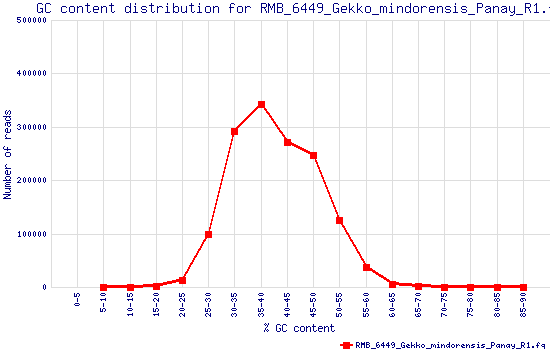 GC content distribution for RMB_6449_Gekko_mindorensis_Panay_R1.f
Number of reads
500000
400000
300000
200000
100000
0
0-5 5-10 10-15 15-20 20-25 25-30 30-35 35-40 40-45 45-50 50-55 55-60 60-65 65-70 70-75 75-80 80-85 85-90
% GC content
RMB_6449_Gekko_mindorensis_Panay_R1.fq